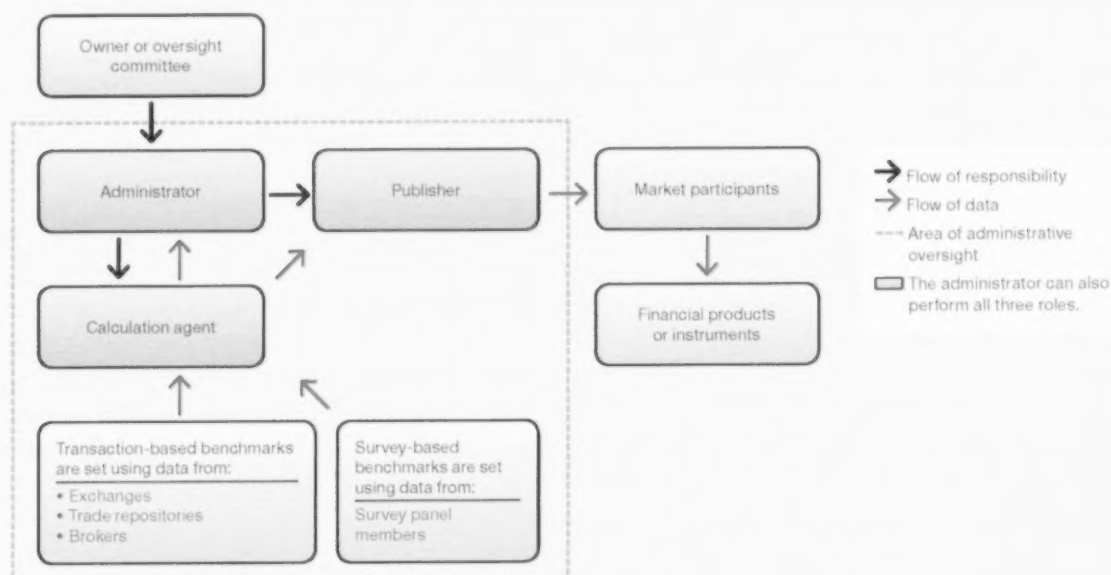 Owner or oversight
committee
Administrator
Publisher
Market participants
Calculation agent
Financial products
or instruments
Transaction-based benchmarks
are set using data from:
• Exchanges
• Trade repositories
• Brokers
Survey-based
benchmarks are set
using data from:
Survey panel
members
Flow of responsibility
Flow of data
Area of administrative
oversight
The administrator can also
perform all three roles.